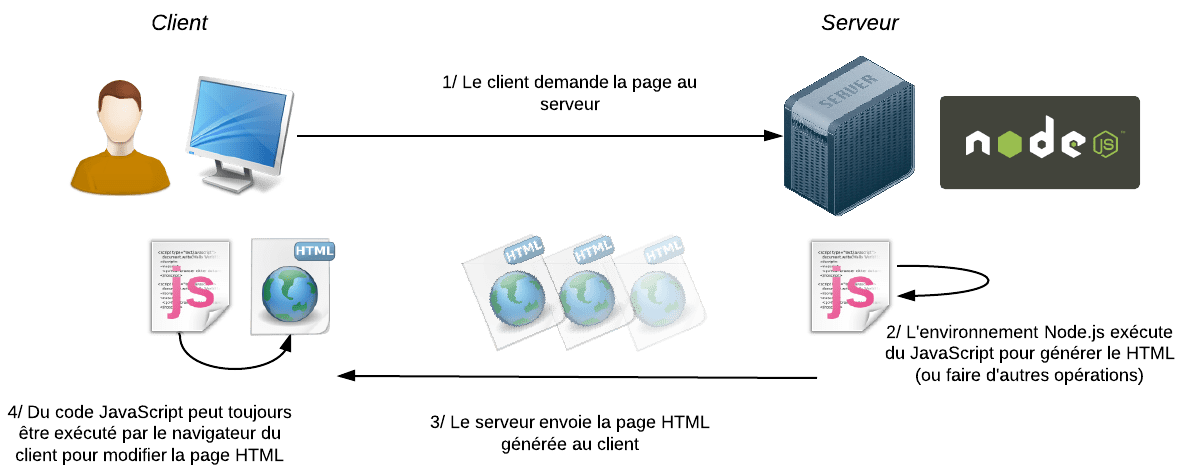 Client
Serveur
1/ Le client demande la page au
serveur
SERVER
node
JS
HTML
HTML
HTML
HTML
js
js
2/ L'environnement Node.js exécute
du JavaScript pour générer le HTML
(ou faire d'autres opérations)
3/ Le serveur envoie la page HTML
générée au client
4/ Du code JavaScript peut toujours
être exécuté par le navigateur du
client pour modifier la page HTML